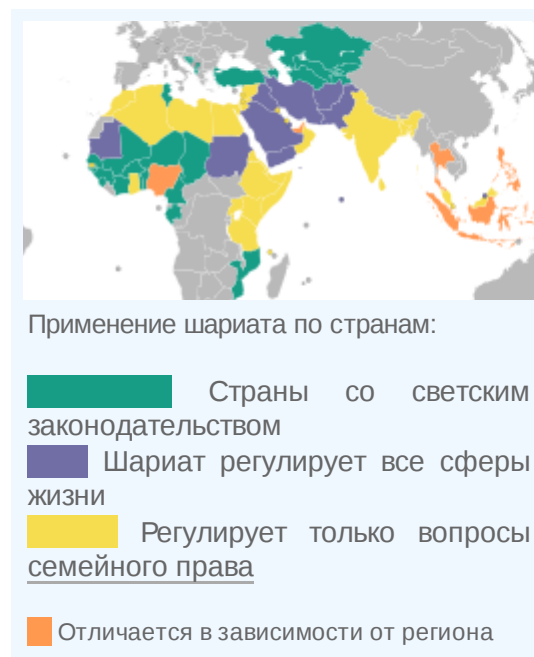 Применение шариата по странам:
Страны со светским
законодательством
Шариат регулирует все сферы
жизни
Регулирует только вопросы
семейного права
Отличается в зависимости от региона